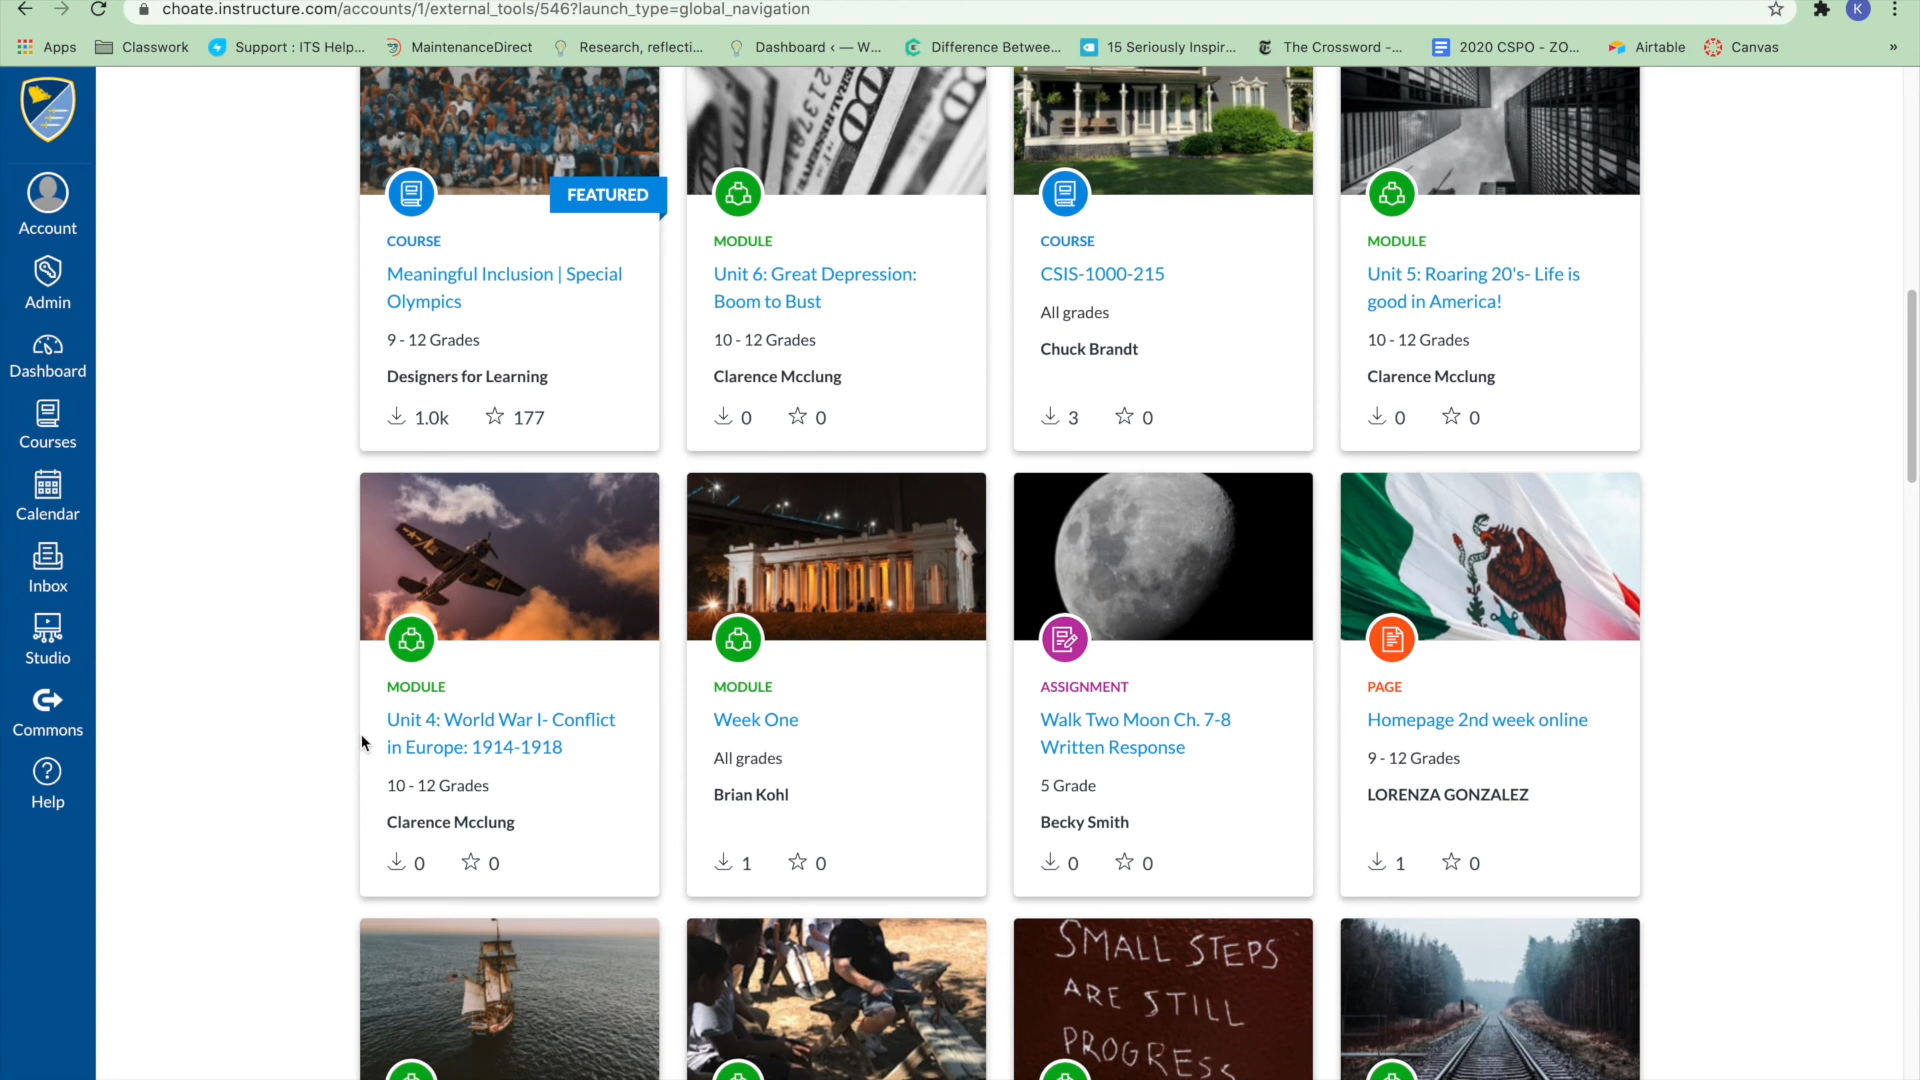 choate.instructure.com/accounts/1/external_tools/546?launch_type=global_navigation
K
Apps Classwork Support : ITS Help... MaintenanceDirect Research, reflecti... Dashboard ‹ — W... Difference Betwee... 15 Seriously Inspir... The Crossword -... 2020 CSPO - ZO... Airtable Canvas »
Account
Admin
Dashboard
Courses
Calendar
Inbox
Studio
Commons
Help
FEATURED
COURSE
Meaningful Inclusion | Special
Olympics
9 - 12 Grades
Designers for Learning
1.0k 177
MODULE
Unit 6: Great Depression:
Boom to Bust
10 - 12 Grades
Clarence Mcclung
0 0
COURSE
CSIS-1000-215
All grades
Chuck Brandt
3 0
MODULE
Unit 5: Roaring 20's- Life is
good in America!
10 - 12 Grades
Clarence Mcclung
0 0
MODULE
Unit 4: World War I- Conflict
in Europe: 1914-1918
10 - 12 Grades
Clarence Mcclung
0 0
MODULE
Week One
All grades
Brian Kohl
1 0
ASSIGNMENT
Walk Two Moon Ch. 7-8
Written Response
5 Grade
Becky Smith
0 0
PAGE
Homepage 2nd week online
9 - 12 Grades
LORENZA GONZALEZ
1 0
SMALL STEPS
ARE STILL
PROGRESS